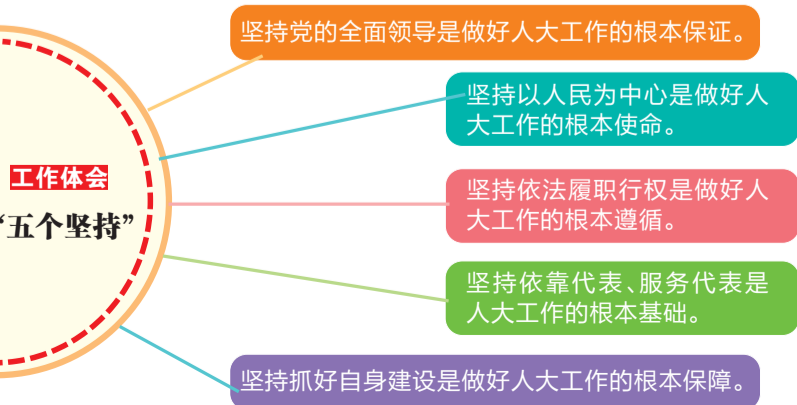 坚持党的全面领导是做好人大工作的根本保证。
坚持以人民为中心是做好人
大工作的根本使命。
工作体会
“五个坚持”
坚持依法履职行权是做好人
大工作的根本遵循。
坚持依靠代表、服务代表是
人大工作的根本基础。
坚持抓好自身建设是做好人大工作的根本保障。